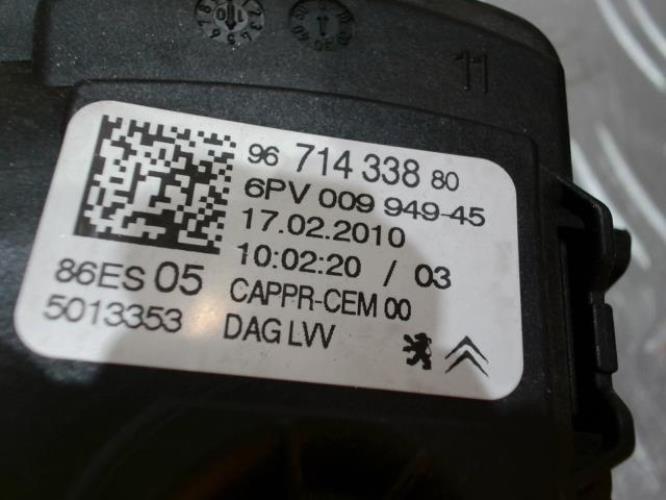 11
96 714 338 80
6PV 009 949-45
17.02.2010
10:02:20 / 03
86ES 05 CAPPR-CEM 00
5013353 DAG LVV